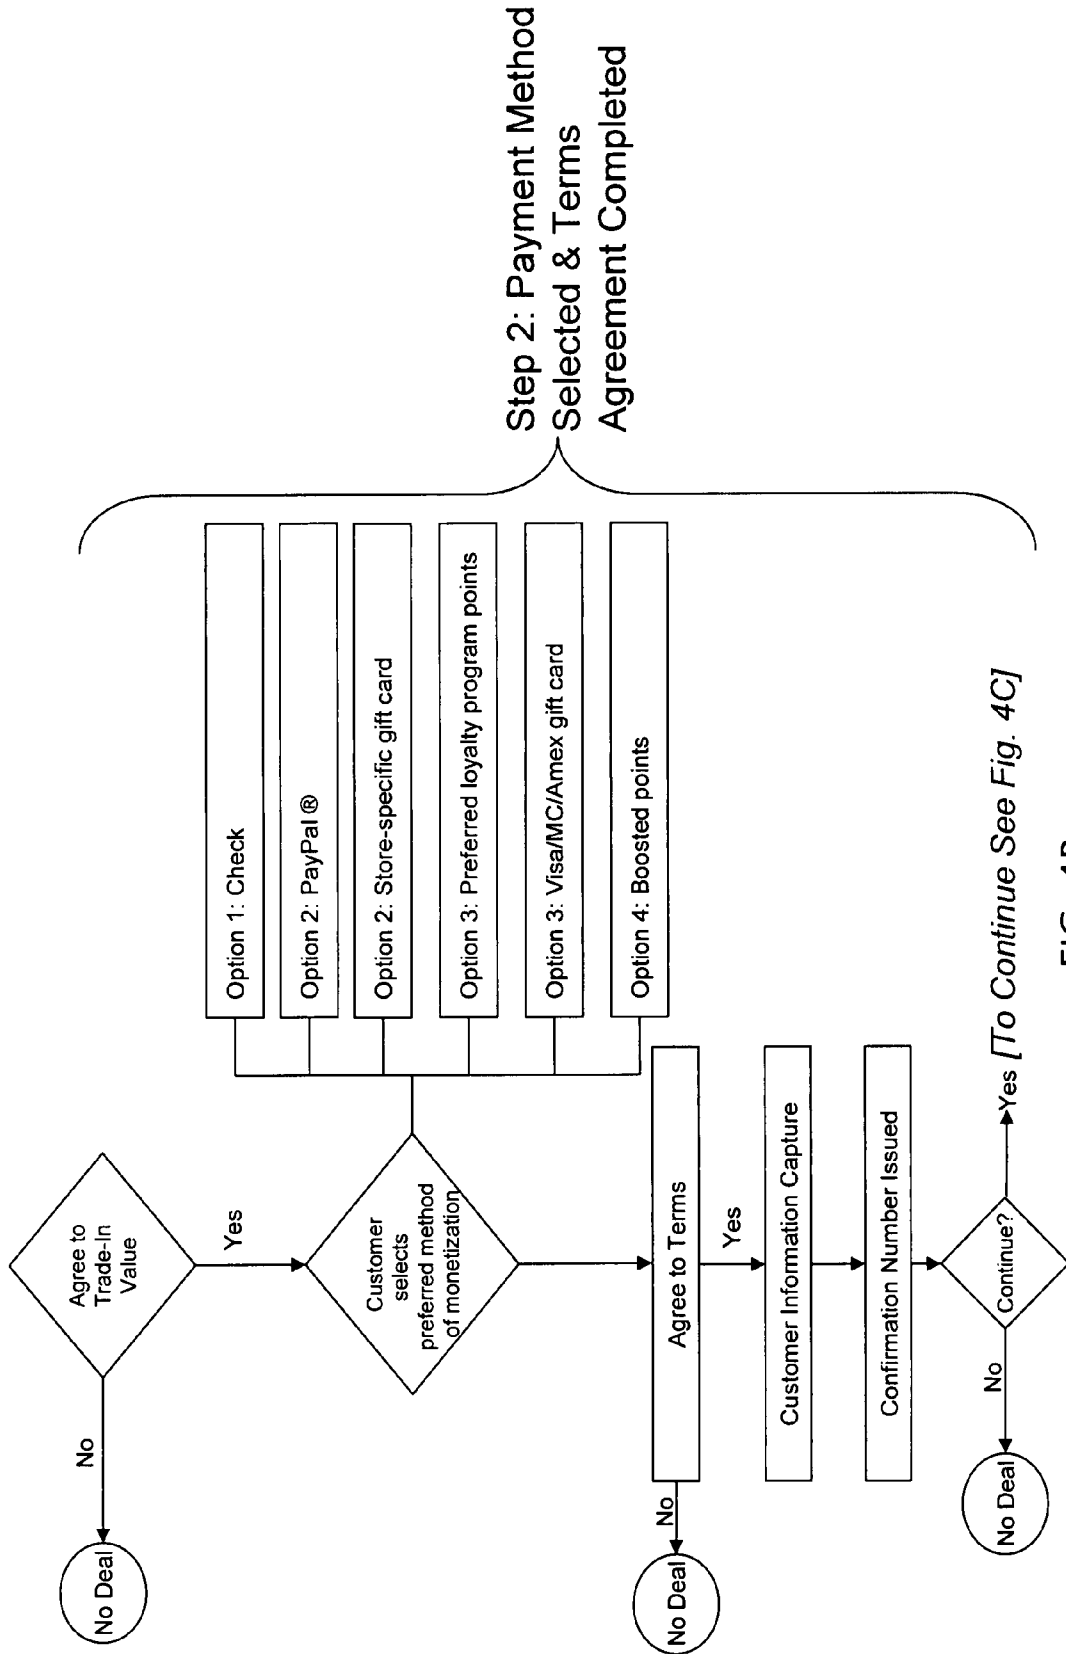 Agree to
Trade-In
Value
No
No Deal
Yes
Customer
selects
preferred method
of monetization
Option 1: Check
Option 2: PayPal ®
Option 2: Store-specific gift card
Option 3: Preferred loyalty program points
Option 3: Visa/MC/Amex gift card
Option 4: Boosted points
Agree to Terms
No
No Deal
Yes
Customer Information Capture
Confirmation Number Issued
Continue?
No
No Deal
Yes [To Continue See Fig. 4C]
Step 2: Payment Method
Selected & Terms
Agreement Completed